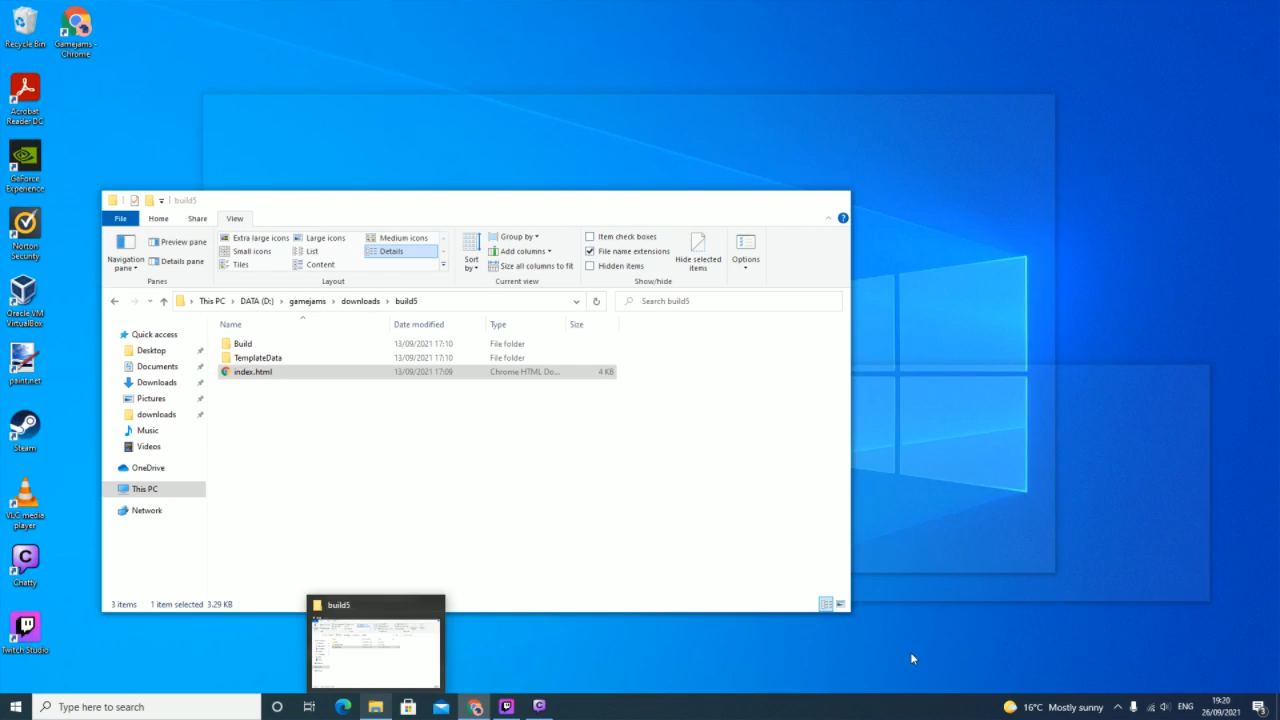 Recycle Bin
Gamejams - Chrome
Acrobat Reader DC
GeForce Experience
Norton Security
Oracle VM VirtualBox
paint.net
Steam
VLC media player
Chatty
Twitch Studio
build5
File Home Share View
Navigation pane
Preview pane
Details pane
Panes
Extra large icons Large icons Medium icons
Small icons List Details
Tiles Content
Layout
Sort by
Group by
Add columns
Size all columns to fit
Current view
Item check boxes
File name extensions
Hidden items
Hide selected items
Show/hide
Options
This PC > DATA (D:) > gamejams > downloads > build5
Search build5
Name Date modified Type Size
Build 13/09/2021 17:10 File folder
TemplateData 13/09/2021 17:10 File folder
index.html 13/09/2021 17:09 Chrome HTML Do... 4 KB
Quick access
Desktop
Documents
Downloads
Pictures
downloads
Music
Videos
OneDrive
This PC
Network
3 items 1 item selected 3.29 KB
build5
Type here to search
16°C Mostly sunny
ENG
19:20
26/09/2021